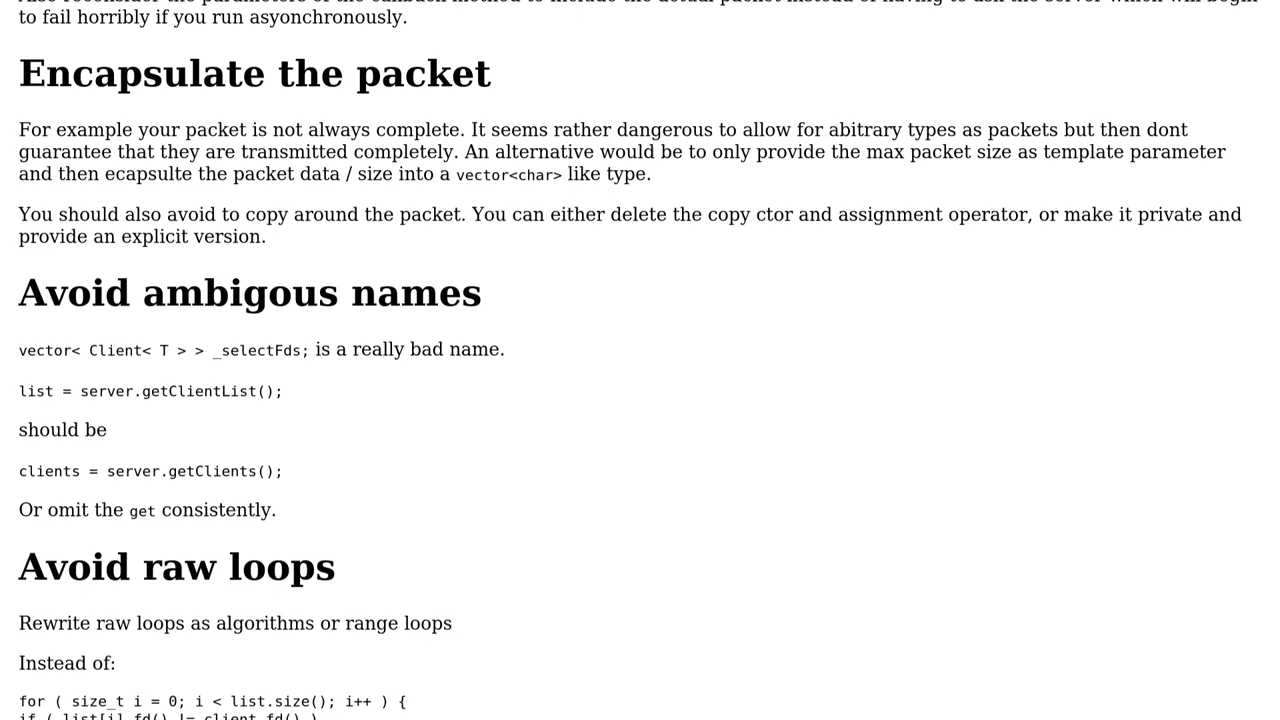 to fail horribly if you run asyonchronously.
Encapsulate the packet
For example your packet is not always complete. It seems rather dangerous to allow for abitrary types as packets but then dont
guarantee that they are transmitted completely. An alternative would be to only provide the max packet size as template parameter
and then ecapsulte the packet data / size into a vector<char> like type.
You should also avoid to copy around the packet. You can either delete the copy ctor and assignment operator, or make it private and
provide an explicit version.
Avoid ambigous names
vector< Client< T > > _selectFds; is a really bad name.
list = server.getClientList();
should be
clients = server.getClients();
Or omit the get consistently.
Avoid raw loops
Rewrite raw loops as algorithms or range loops
Instead of:
for ( size_t i = 0; i < list.size(); i++ ) {
if ( list[i].fd() != client.fd() )